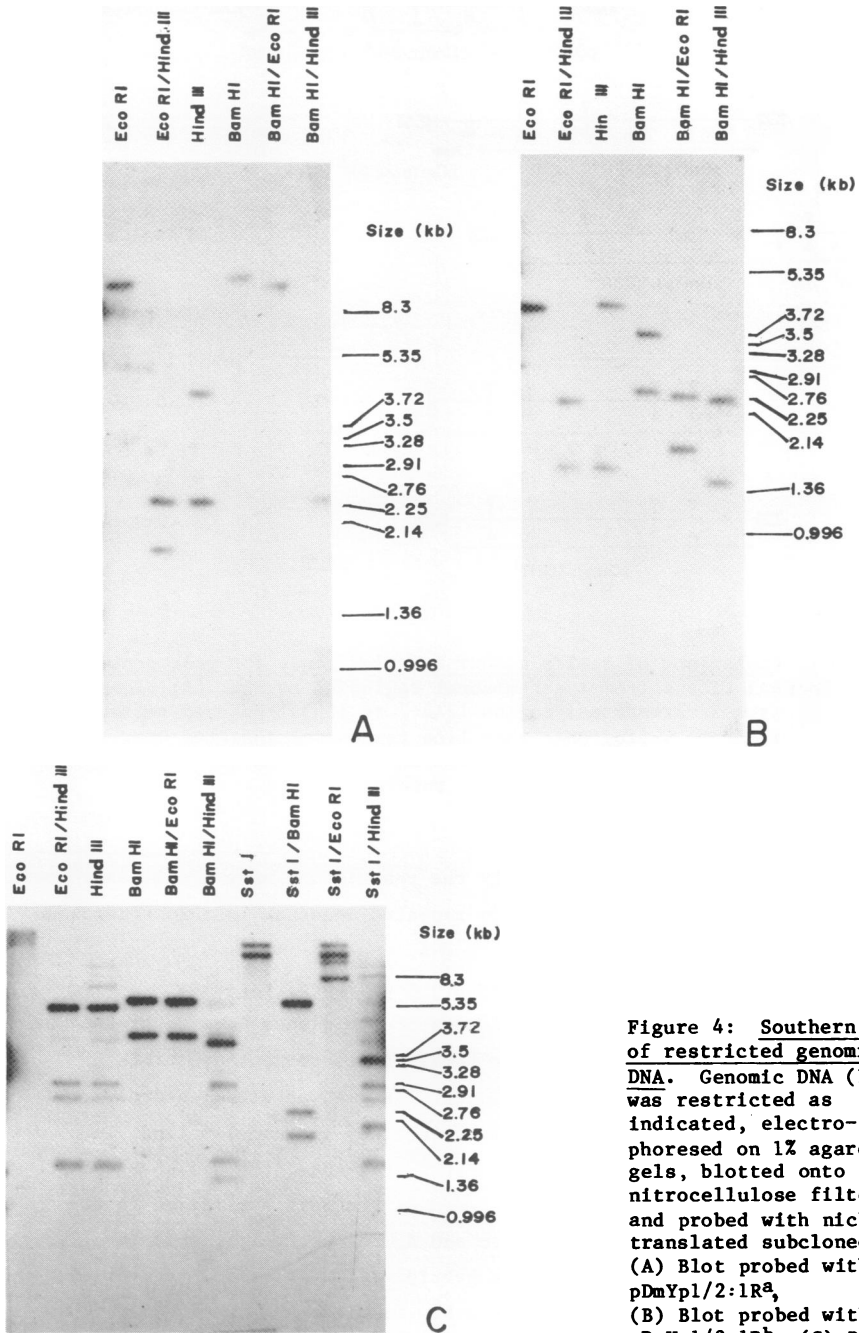 Eco RI
Eco RI/Hind III
Hind III
Bam HI
Bam HI/Eco RI
Bam HI/Hind III
Size (kb)
8.3
5.35
3.72
3.5
3.28
2.91
2.76
2.25
2.14
1.36
0.996
A
Eco RI
Eco RI/Hind III
Hin III
Bam HI
Bam HI/Eco RI
Bam HI/Hind III
Size (kb)
8.3
5.35
3.72
3.5
3.28
2.91
2.76
2.25
2.14
1.36
0.996
B
Eco RI
Eco RI/Hind III
Hind III
Bam HI
Bam HI/Eco RI
Bam HI/Hind III
Sst I
Sst I/Bam HI
Sst I/Eco RI
Sst I/Hind III
Size (kb)
8.3
5.35
3.72
3.5
3.28
2.91
2.76
2.25
2.14
1.36
0.996
C
Figure 4: Southern
of restricted genomi
DNA. Genomic DNA (
was restricted as
indicated, electro-
phoresed on 1% agar
gels, blotted onto
nitrocellulose filt
and probed with nic
translated subclone
(A) Blot probed wit
pDmYp1/2:1Rª,
(B) Blot probed wit